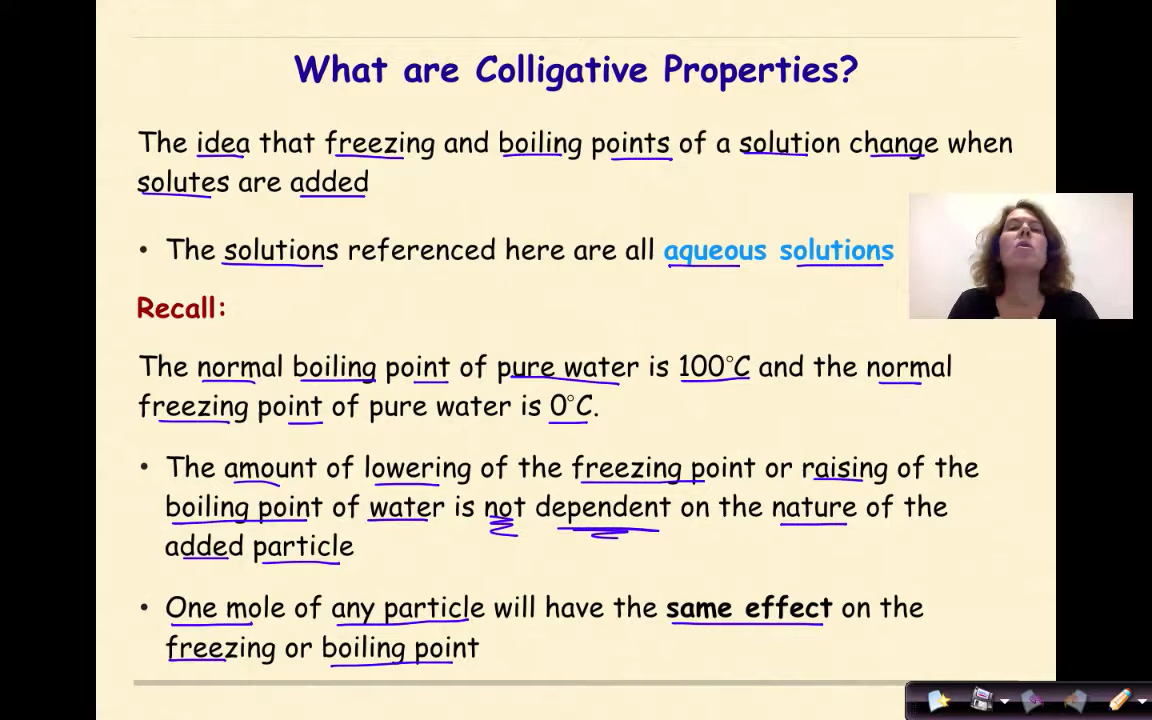 What are Colligative Properties?
The idea that freezing and boiling points of a solution change when
solutes are added
• The solutions referenced here are all aqueous solutions
Recall:
The normal boiling point of pure water is 100°C and the normal
freezing point of pure water is 0°C.
• The amount of lowering of the freezing point or raising of the
boiling point of water is not dependent on the nature of the
added particle
• One mole of any particle will have the same effect on the
freezing or boiling point